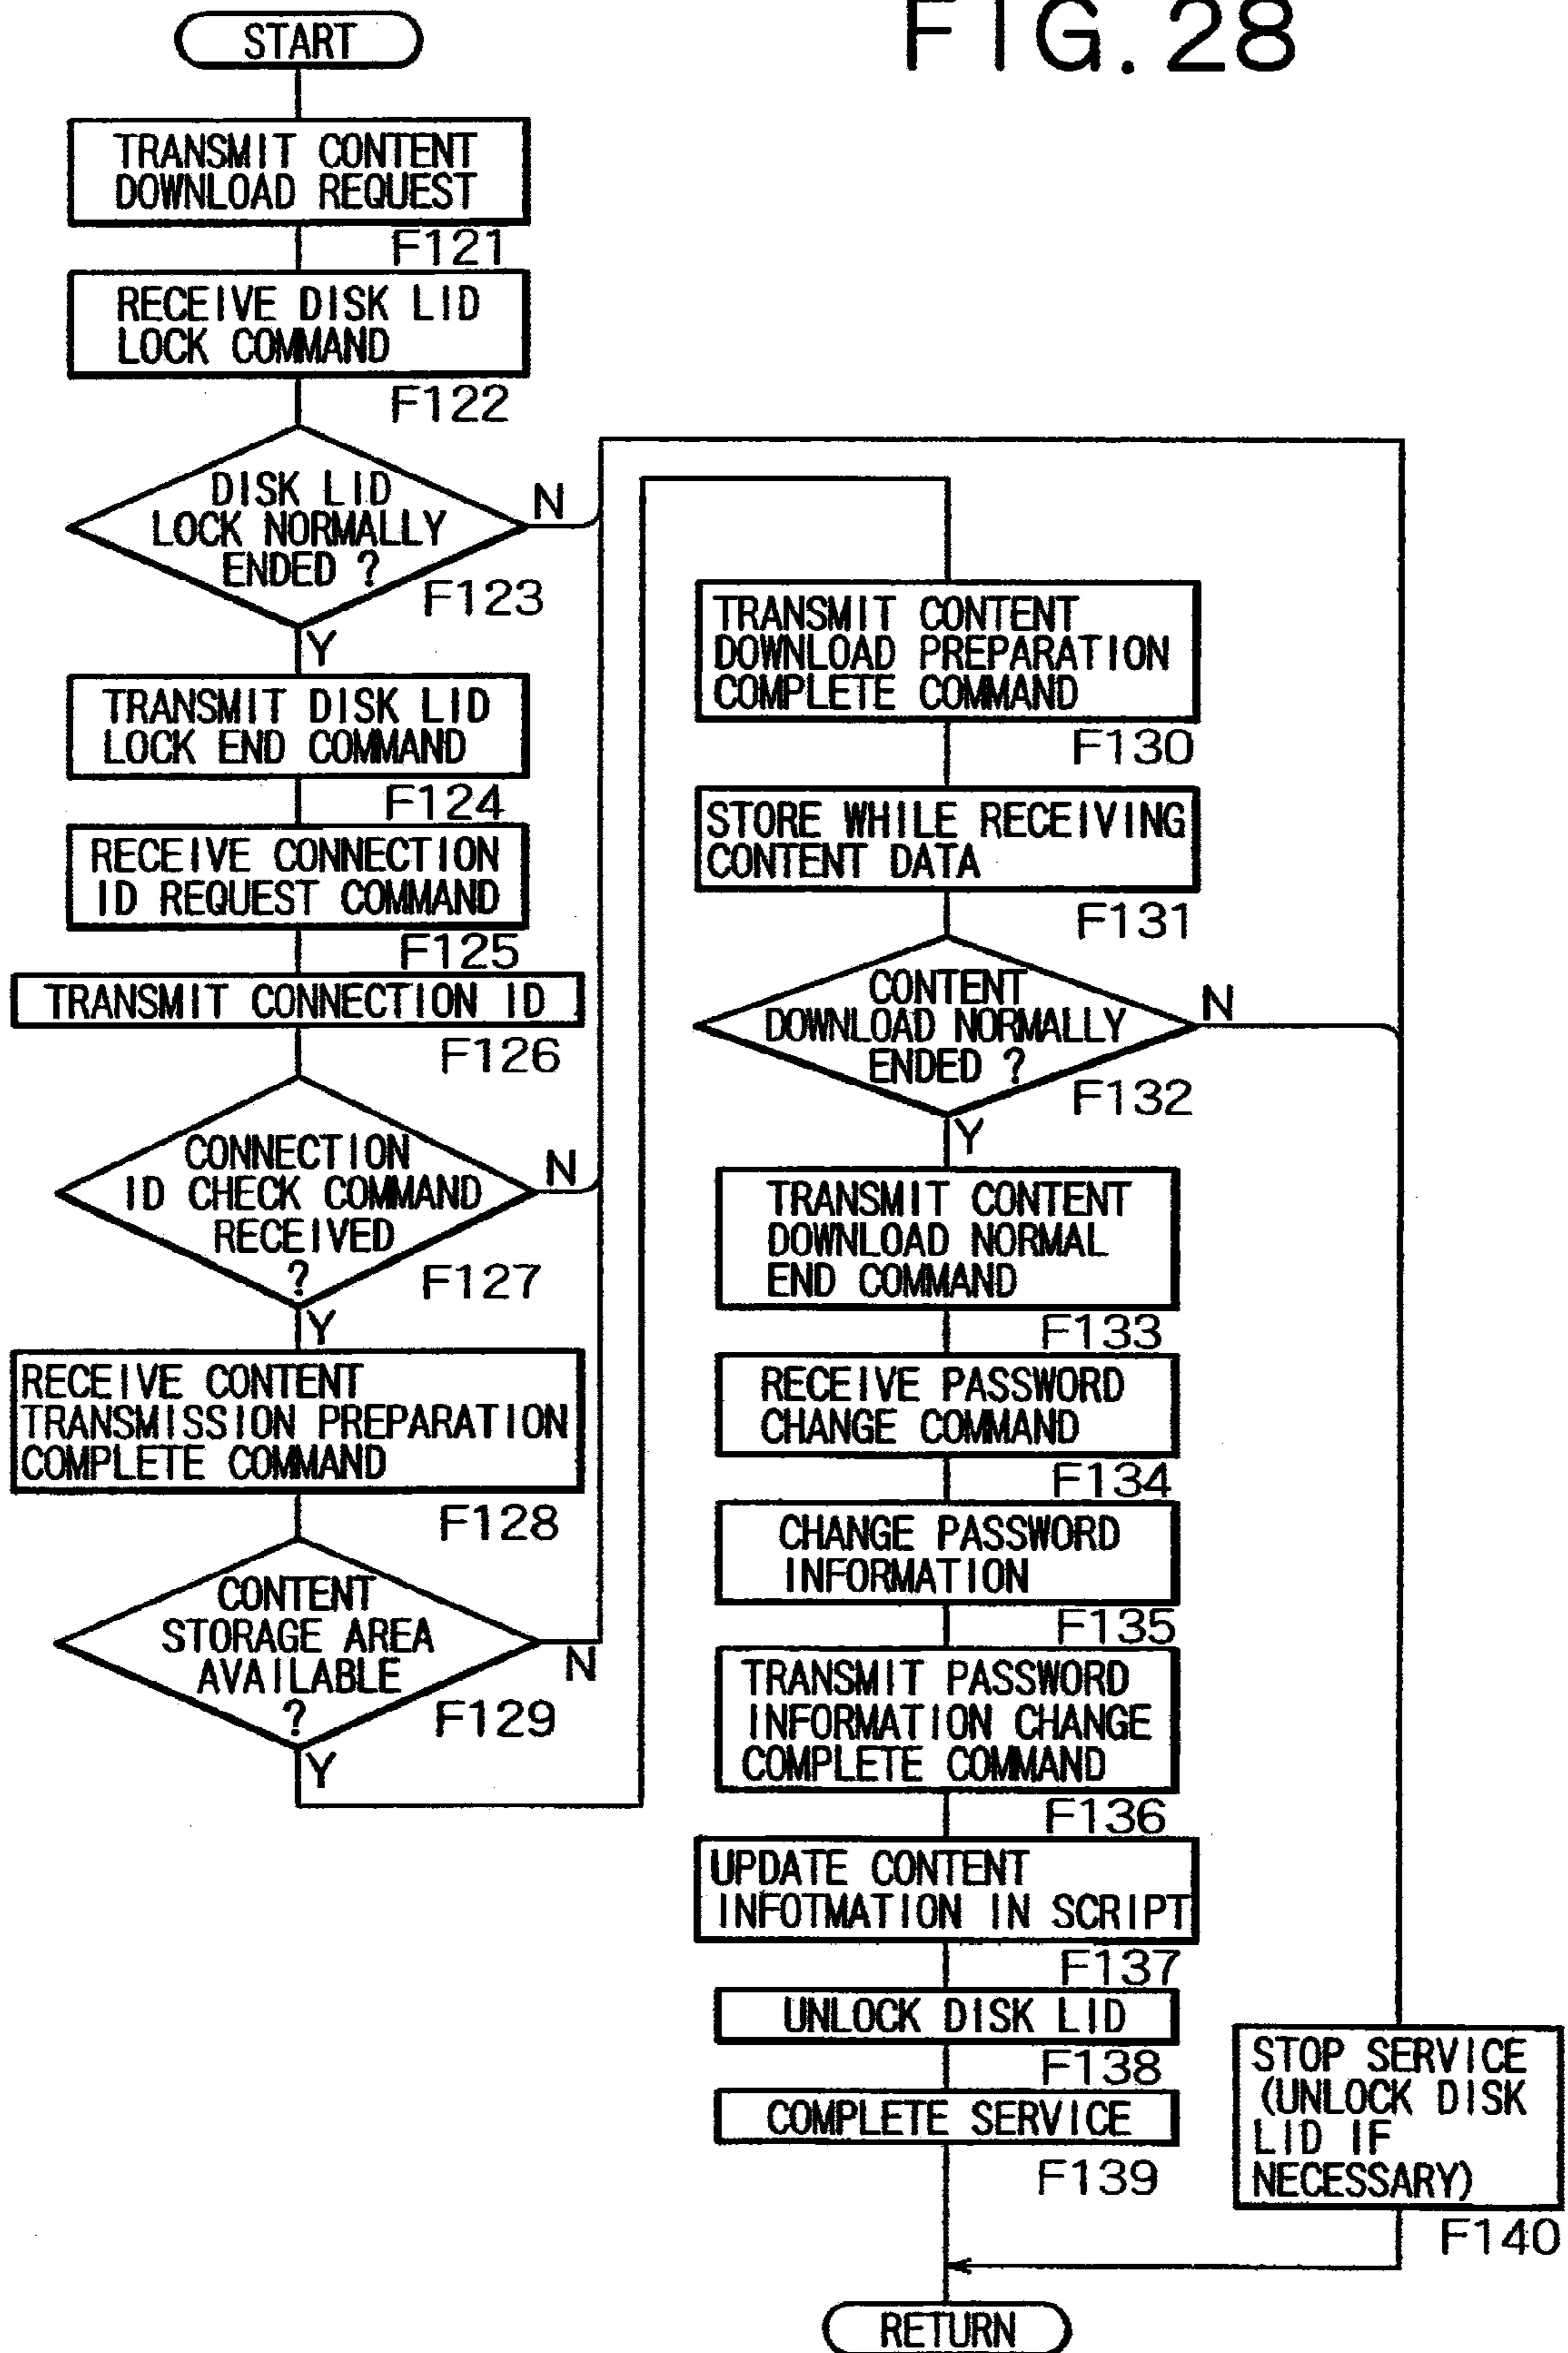 FIG. 28
START
TRANSMIT CONTENT
DOWNLOAD REQUEST
F121
RECEIVE DISK LID
LOCK COMMAND
F122
DISK LID
LOCK NORMALLY
ENDED ?
N
F123
Y
TRANSMIT DISK LID
LOCK END COMMAND
F124
RECEIVE CONNECTION
ID REQUEST COMMAND
F125
TRANSMIT CONNECTION ID
F126
CONNECTION
ID CHECK COMMAND
RECEIVED
?
N
F127
Y
RECEIVE CONTENT
TRANSMISSION PREPARATION
COMPLETE COMMAND
F128
CONTENT
STORAGE AREA
AVAILABLE
?
N
F129
Y
TRANSMIT CONTENT
DOWNLOAD PREPARATION
COMPLETE COMMAND
F130
STORE WHILE RECEIVING
CONTENT DATA
F131
CONTENT
DOWNLOAD NORMALLY
ENDED ?
N
F132
Y
TRANSMIT CONTENT
DOWNLOAD NORMAL
END COMMAND
F133
RECEIVE PASSWORD
CHANGE COMMAND
F134
CHANGE PASSWORD
INFORMATION
F135
TRANSMIT PASSWORD
INFORMATION CHANGE
COMPLETE COMMAND
F136
UPDATE CONTENT
INFOTMATION IN SCRIPT
F137
UNLOCK DISK LID
F138
COMPLETE SERVICE
F139
STOP SERVICE
(UNLOCK DISK
LID IF
NECESSARY)
F140
RETURN